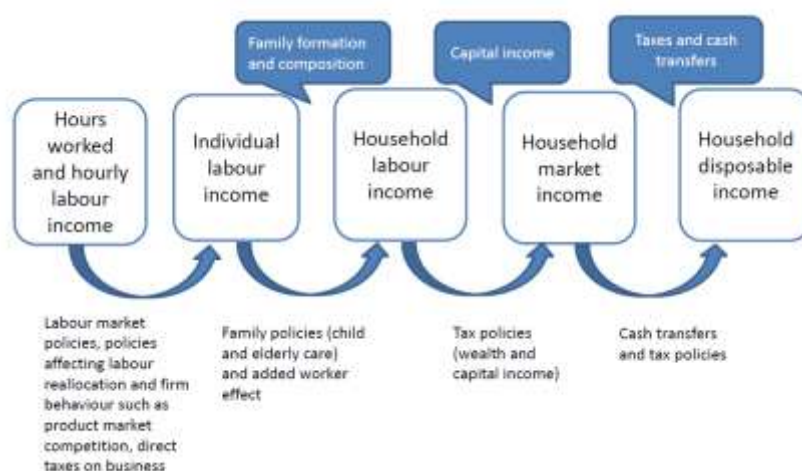 Family formation
and composition
Capital income
Taxes and cash
transfers
Hours
worked
and hourly
labour
income
Individual
labour
income
Household
labour
income
Household
market
income
Household
disposable
income
Labour market
policies, policies
affecting labour
reallocation and firm
behaviour such as
product market
competition, direct
taxes on business
Family policies (child
and elderly care)
and added worker
effect
Tax policies
(wealth and
capital income)
Cash transfers
and tax policies